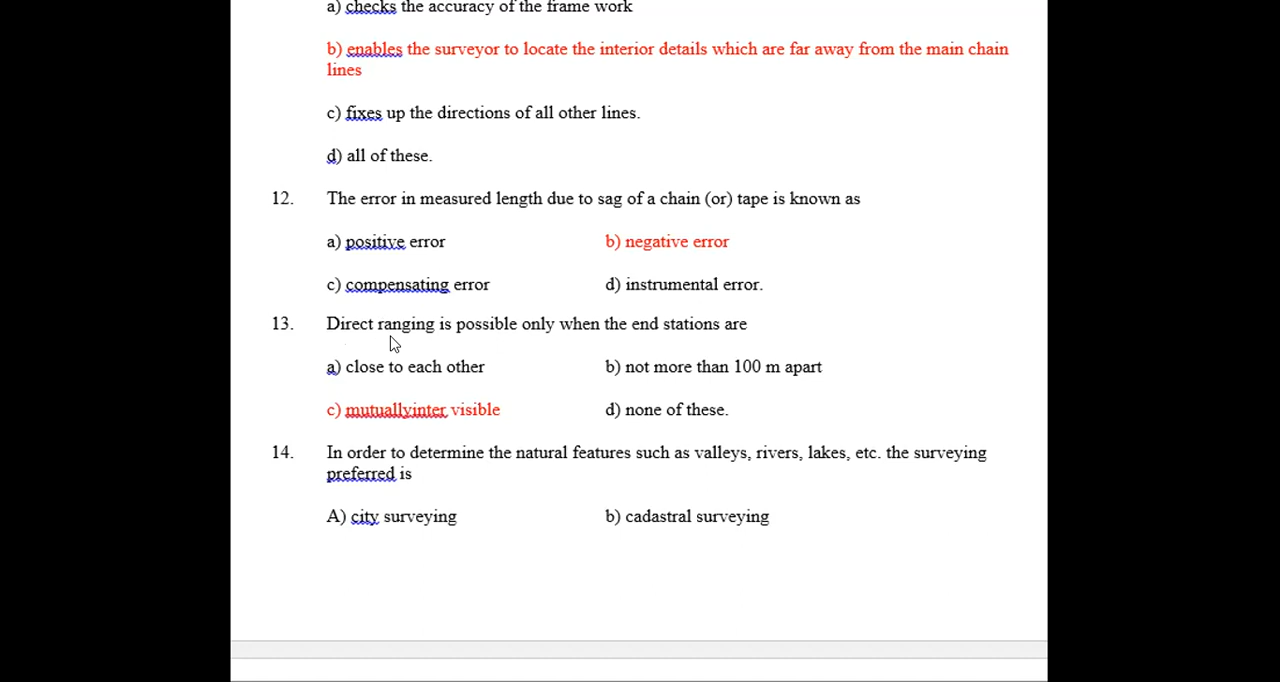 a) checks the accuracy of the frame work
b) enables the surveyor to locate the interior details which are far away from the main chain
lines
c) fixes up the directions of all other lines.
d) all of these.
12. The error in measured length due to sag of a chain (or) tape is known as
a) positive error b) negative error
c) compensating error d) instrumental error.
13. Direct ranging is possible only when the end stations are
a) close to each other b) not more than 100 m apart
c) mutuallyinter visible d) none of these.
14. In order to determine the natural features such as valleys, rivers, lakes, etc. the surveying
preferred is
A) city surveying b) cadastral surveying